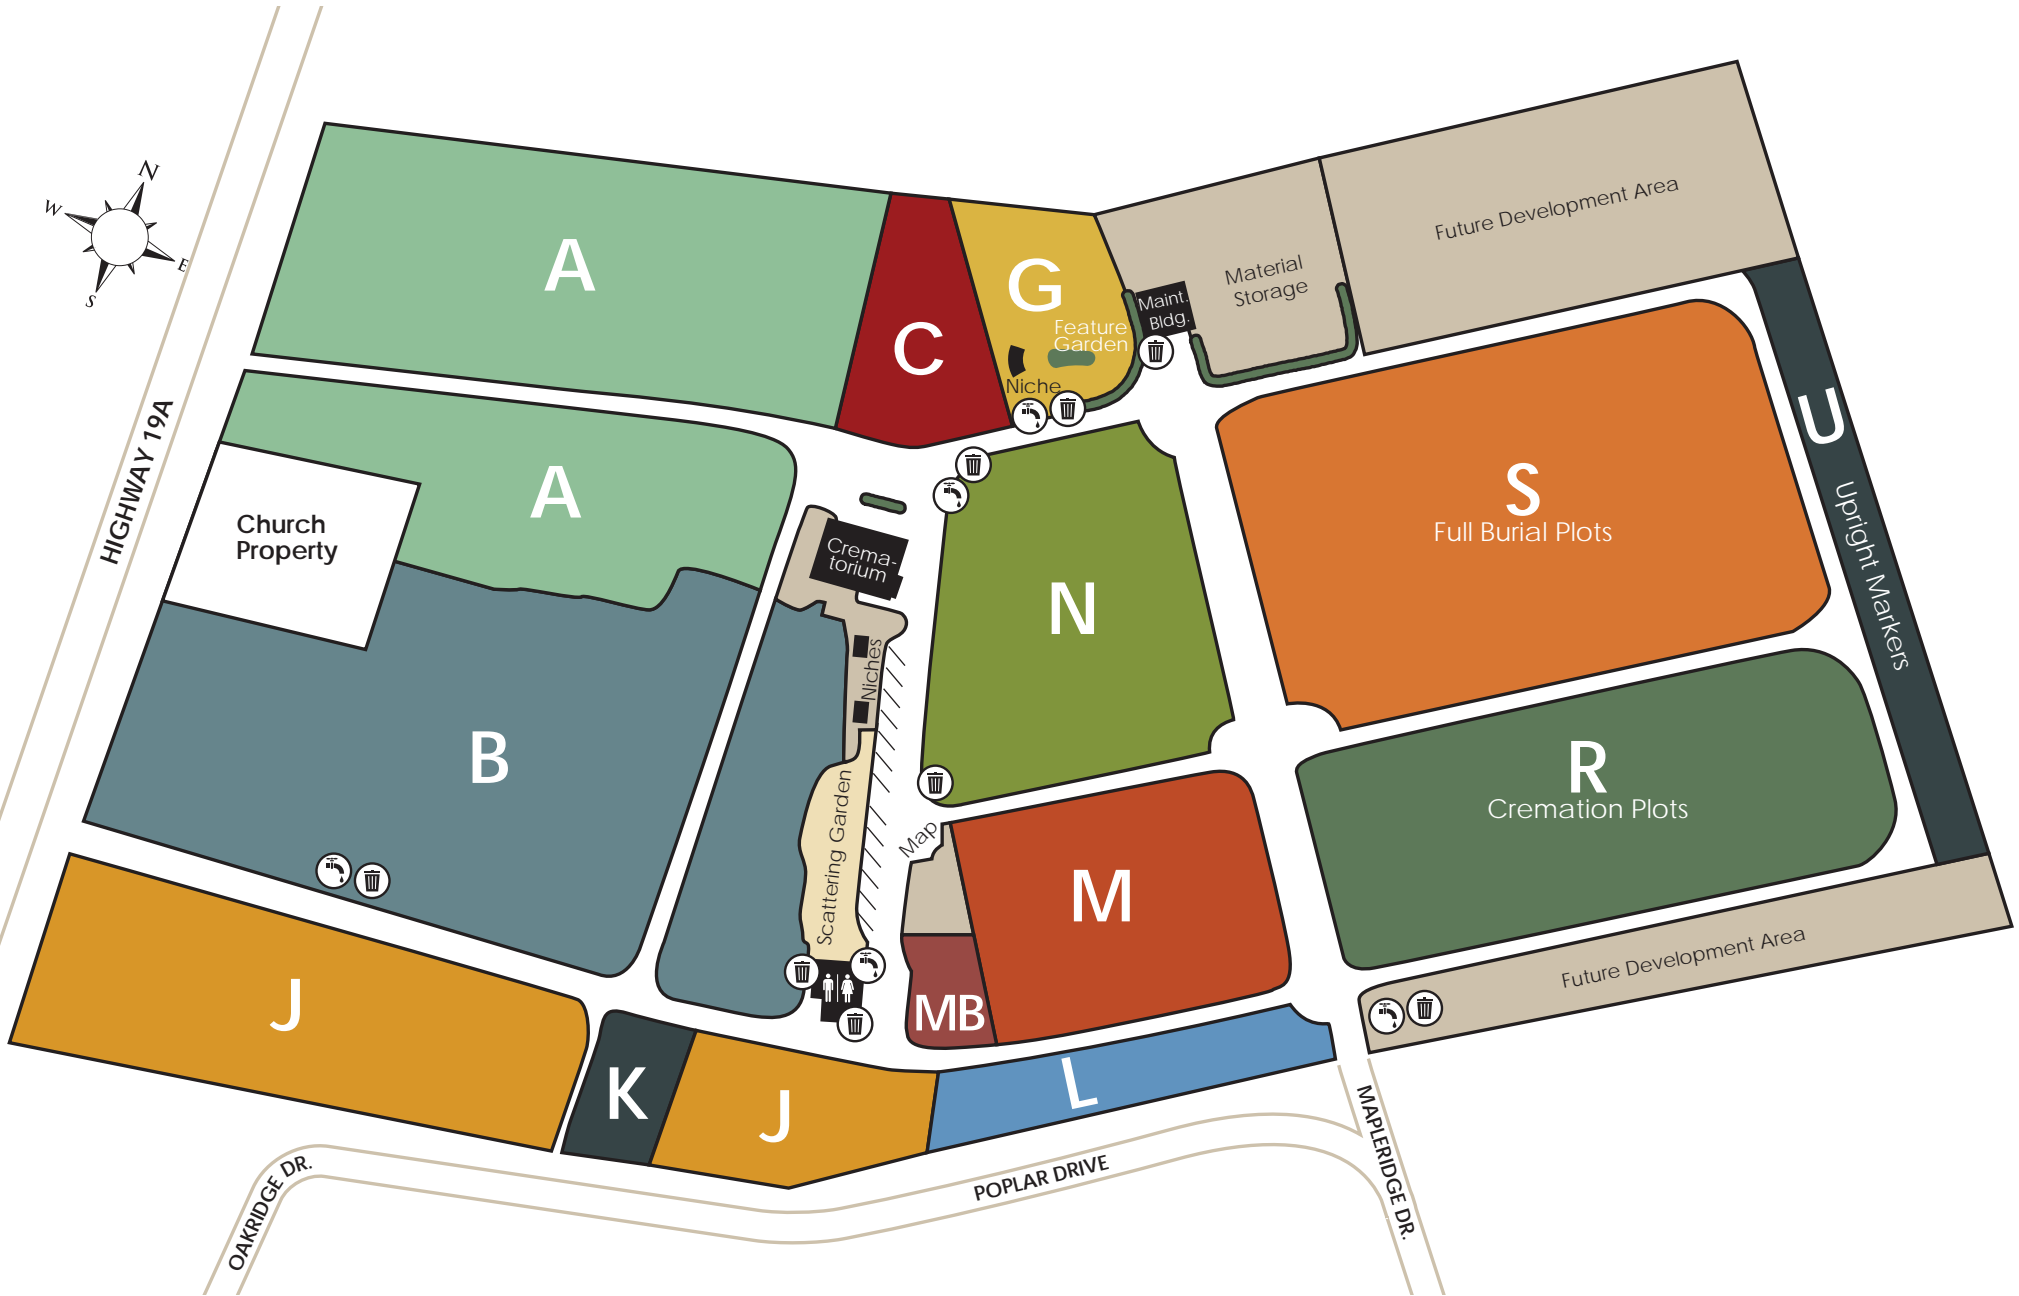 N
W
E
S
HIGHWAY 19A
A
C
G
Feature
Garden
Niche
Maint.
Bldg.
Material
Storage
Future Development Area
A
Church
Property
Crema-
torium
N
S
Full Burial Plots
U
Upright Markers
B
Niches
Scattering Garden
Map
M
R
Cremation Plots
MB
Future Development Area
J
K
J
L
OAKRIDGE DR.
POPLAR DRIVE
MAPLERIDGE DR.